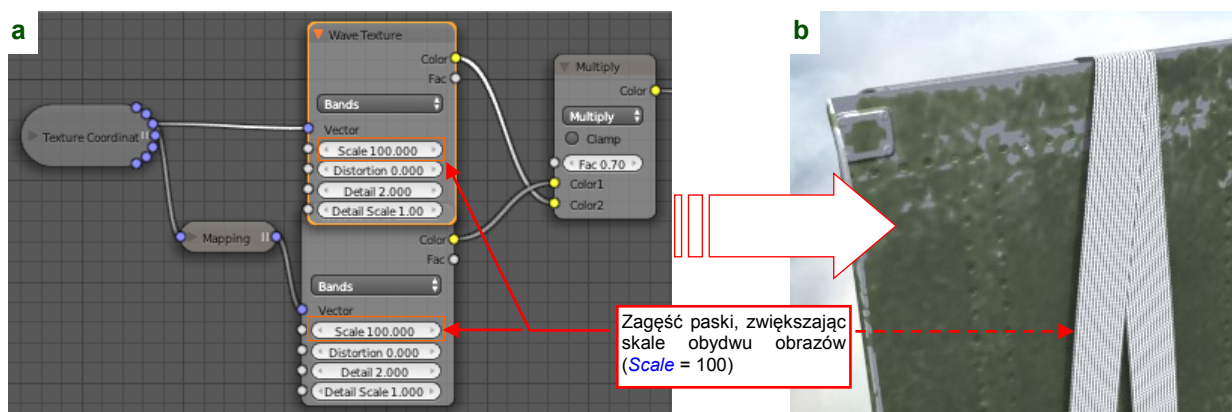 a
Wave Texture
Color
Fac
Bands
Vector
Scale 100.000
Distortion 0.000
Detail 2.000
Detail Scale 1.00
Texture Coordinat
Mapping
Color
Fac
Bands
Vector
Scale 100.000
Distortion 0.000
Detail 2.000
Detail Scale 1.000
Multiply
Color
Multiply
Clamp
Fac 0.70
Color1
Color2
b
Zagęść paski, zwiększając
skale obydwu obrazów
(Scale = 100)